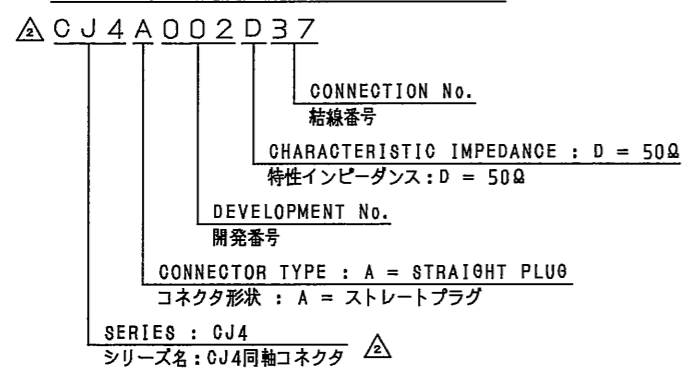 △2 CJ4A002D37
CONNECTION No.
結線番号
CHARACTERISTIC IMPEDANCE : D = 50Ω
特性インピーダンス:D = 50Ω
DEVELOPMENT No.
開発番号
CONNECTOR TYPE : A = STRAIGHT PLUG
コネクタ形状 : A = ストレートプラグ
SERIES : CJ4
シリーズ名:CJ4同軸コネクタ △2